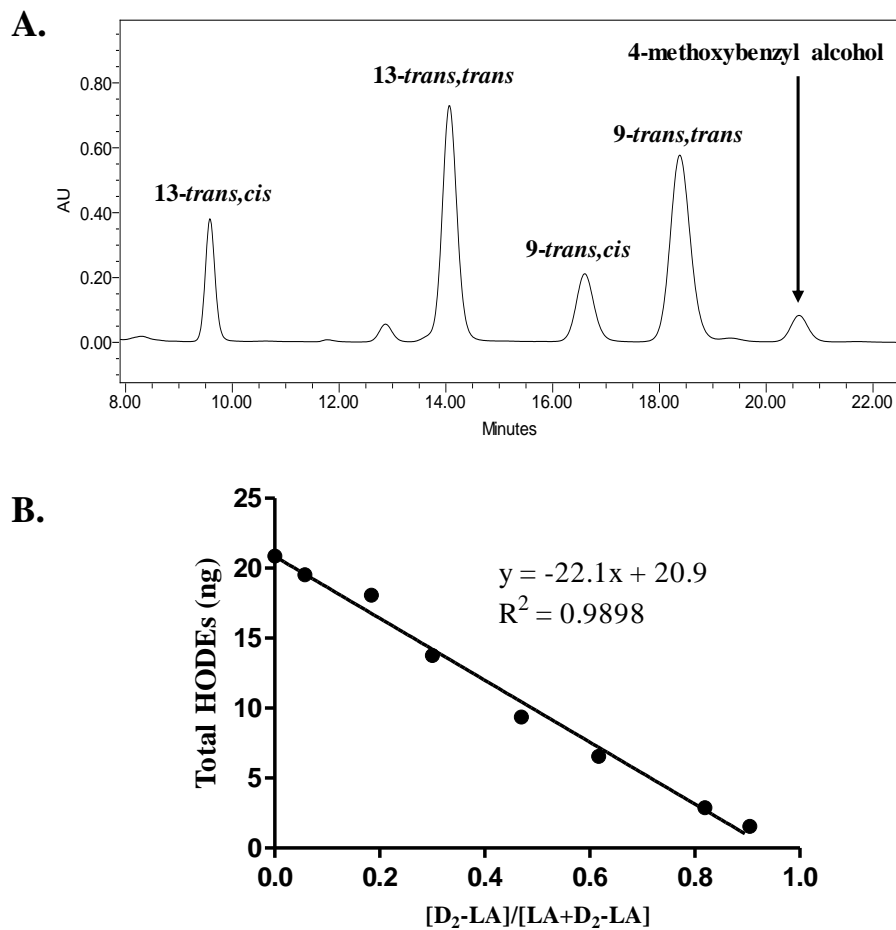 A.
4-methoxybenzyl alcohol
13-trans,trans
9-trans,trans
13-trans,cis
9-trans,cis
AU
0.80
0.60
0.40
0.20
0.00
8.00 10.00 12.00 14.00 16.00 18.00 20.00 22.00
Minutes
B.
Total HODEs (ng)
25
20
15
10
5
0
y = -22.1x + 20.9
R² = 0.9898
0.0 0.2 0.4 0.6 0.8 1.0
[D₂-LA]/[LA+D₂-LA]